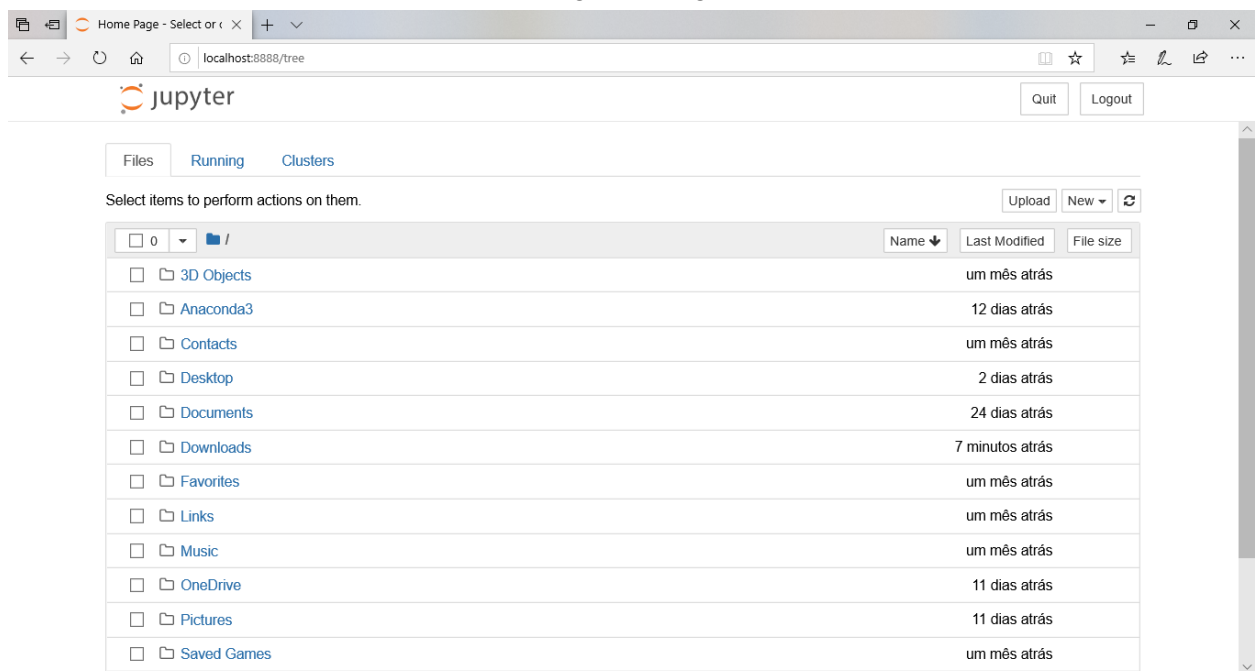 Home Page - Select or c
localhost:8888/tree
jupyter
Quit Logout
Files Running Clusters
Select items to perform actions on them.
Upload New
0 / Name Last Modified File size
3D Objects um mês atrás
Anaconda3 12 dias atrás
Contacts um mês atrás
Desktop 2 dias atrás
Documents 24 dias atrás
Downloads 7 minutos atrás
Favorites um mês atrás
Links um mês atrás
Music um mês atrás
OneDrive 11 dias atrás
Pictures 11 dias atrás
Saved Games um mês atrás